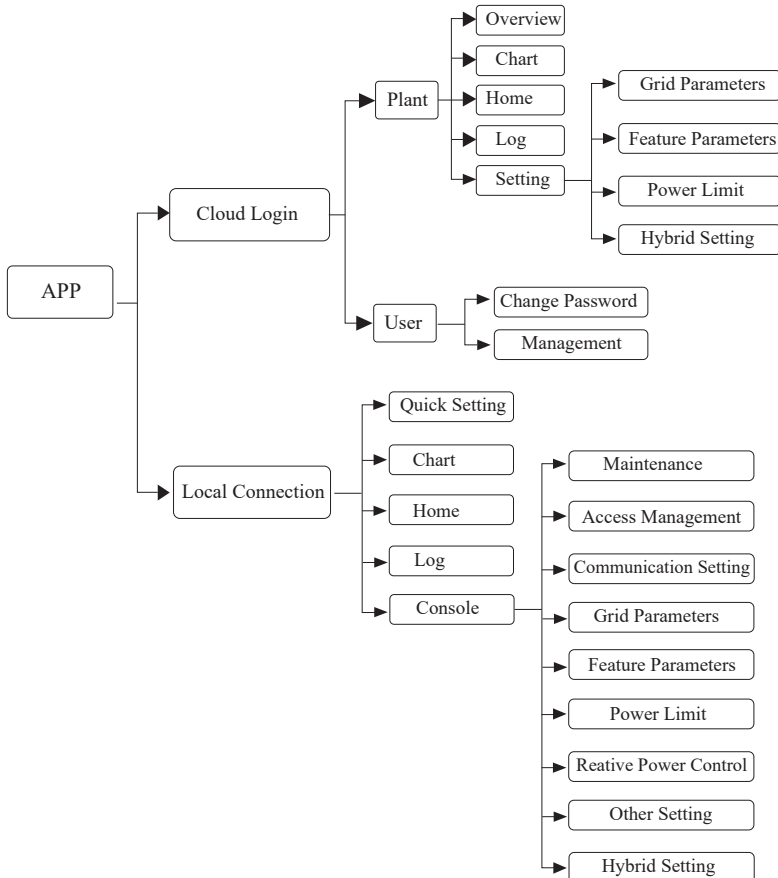 APP
Cloud Login
Plant
Overview
Chart
Home
Log
Setting
Grid Parameters
Feature Parameters
Power Limit
Hybrid Setting
User
Change Password
Management
Local Connection
Quick Setting
Chart
Home
Log
Console
Maintenance
Access Management
Communication Setting
Grid Parameters
Feature Parameters
Power Limit
Reative Power Control
Other Setting
Hybrid Setting